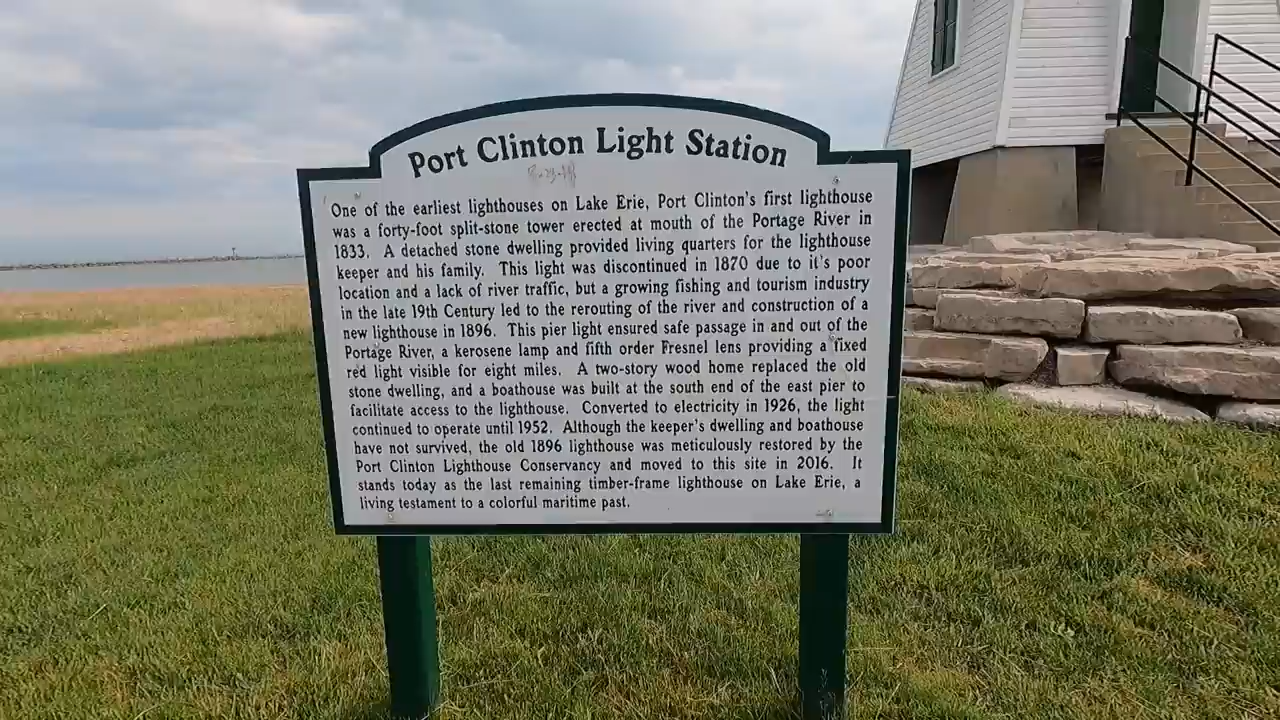 Port Clinton Light Station
One of the earliest lighthouses on Lake Erie, Port Clinton's first lighthouse
was a forty-foot split-stone tower erected at mouth of the Portage River in
1833. A detached stone dwelling provided living quarters for the lighthouse
keeper and his family. This light was discontinued in 1870 due to it's poor
location and a lack of river traffic, but a growing fishing and tourism industry
in the late 19th Century led to the rerouting of the river and construction of a
new lighthouse in 1896. This pier light ensured safe passage in and out of the
Portage River, a kerosene lamp and fifth order Fresnel lens providing a fixed
red light visible for eight miles. A two-story wood home replaced the old
stone dwelling, and a boathouse was built at the south end of the east pier to
facilitate access to the lighthouse. Converted to electricity in 1926, the light
continued to operate until 1952. Although the keeper's dwelling and boathouse
have not survived, the old 1896 lighthouse was meticulously restored by the
Port Clinton Lighthouse Conservancy and moved to this site in 2016. It
stands today as the last remaining timber-frame lighthouse on Lake Erie, a
living testament to a colorful maritime past.